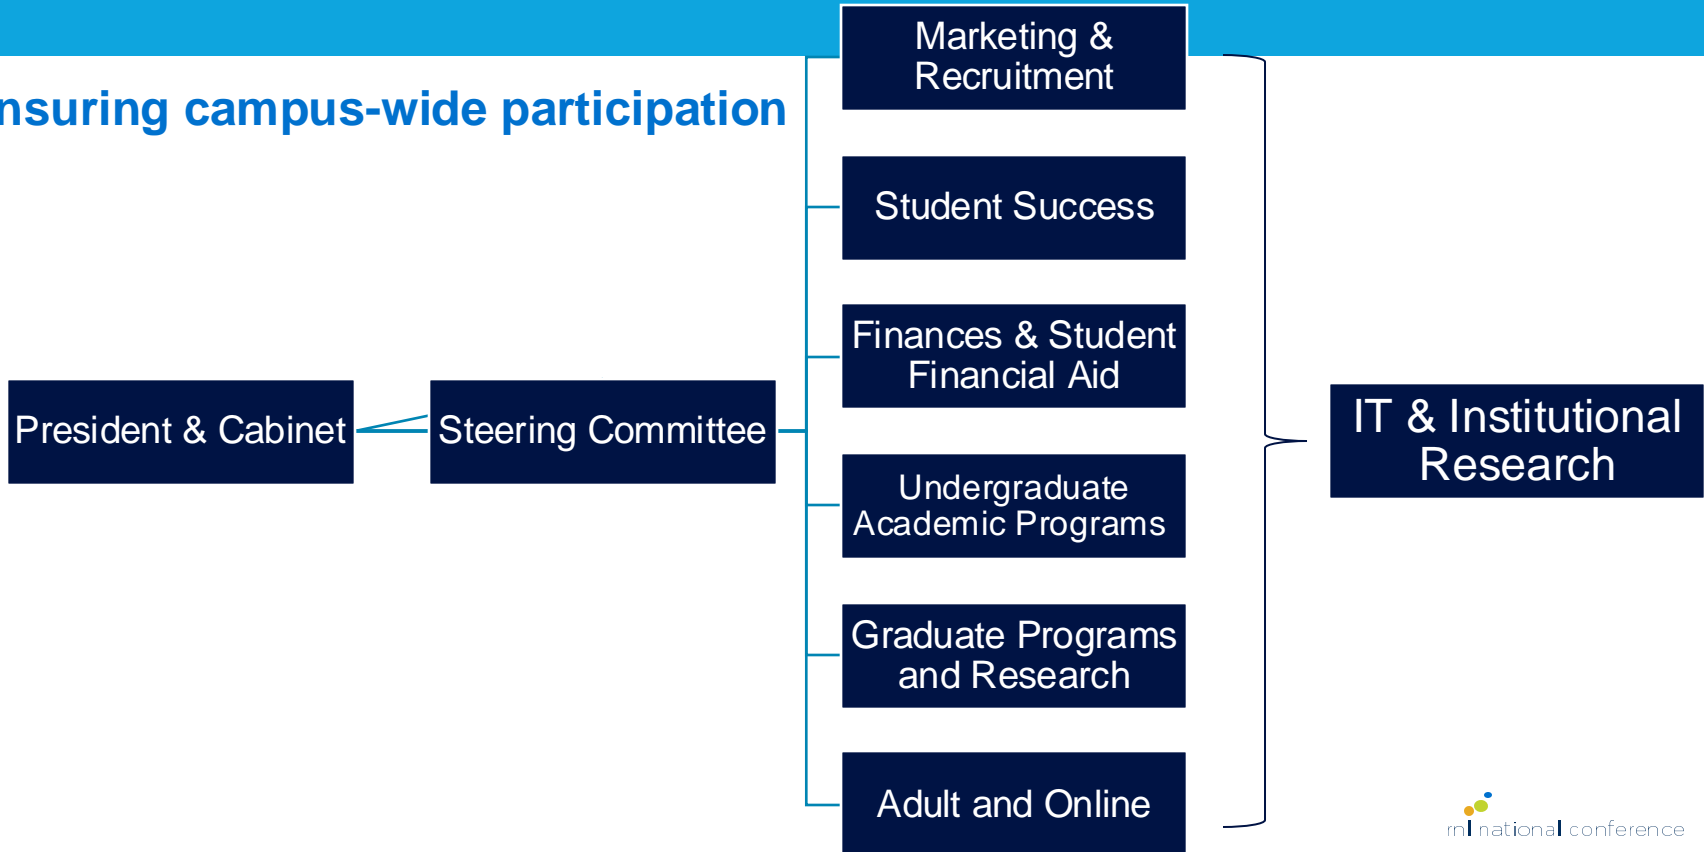 nsuring campus-wide participation
Marketing &
Recruitment
Student Success
Finances & Student
Financial Aid
President & Cabinet
Steering Committee
Undergraduate
Academic Programs
Graduate Programs
and Research
Adult and Online
IT & Institutional
Research
rnl national conference